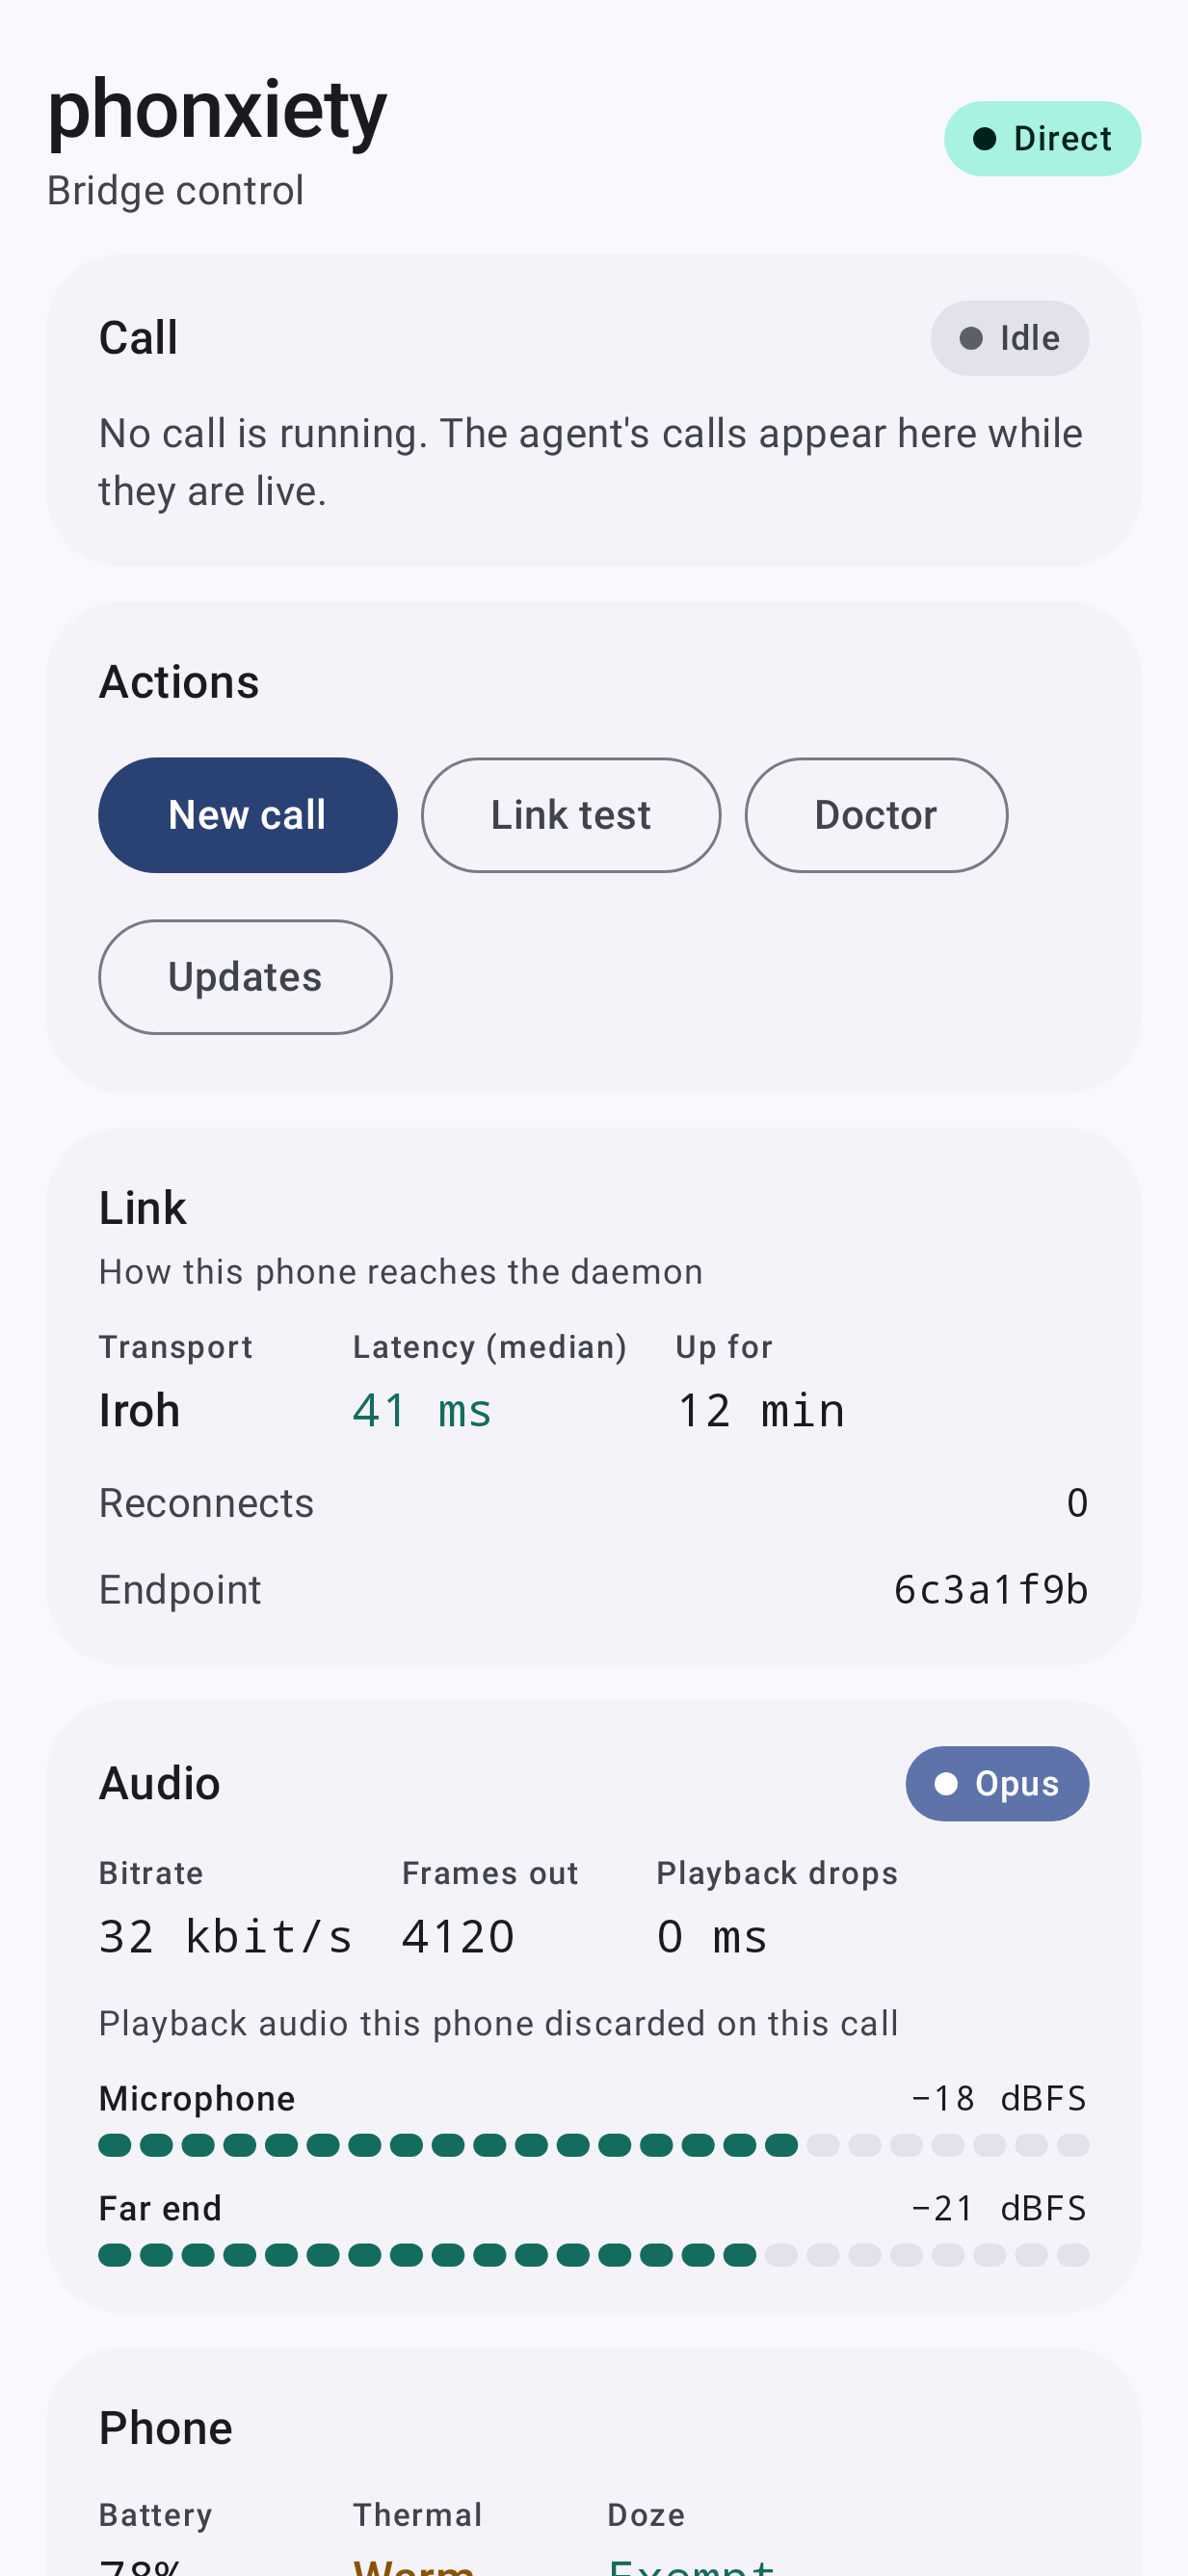 phonxiety
Direct
Bridge control
Call
Idle
No call is running. The agent's calls appear here while
they are live.
Actions
New call
Link test
Doctor
Updates
Link
How this phone reaches the daemon
Transport Latency (median) Up for
Iroh 41 ms 12 min
Reconnects 0
Endpoint 6c3a1f9b
Audio
Opus
Bitrate Frames out Playback drops
32 kbit/s 4120 0 ms
Playback audio this phone discarded on this call
Microphone −18 dBFS
Far end −21 dBFS
Phone
Battery Thermal Doze
78% Warm Exempt